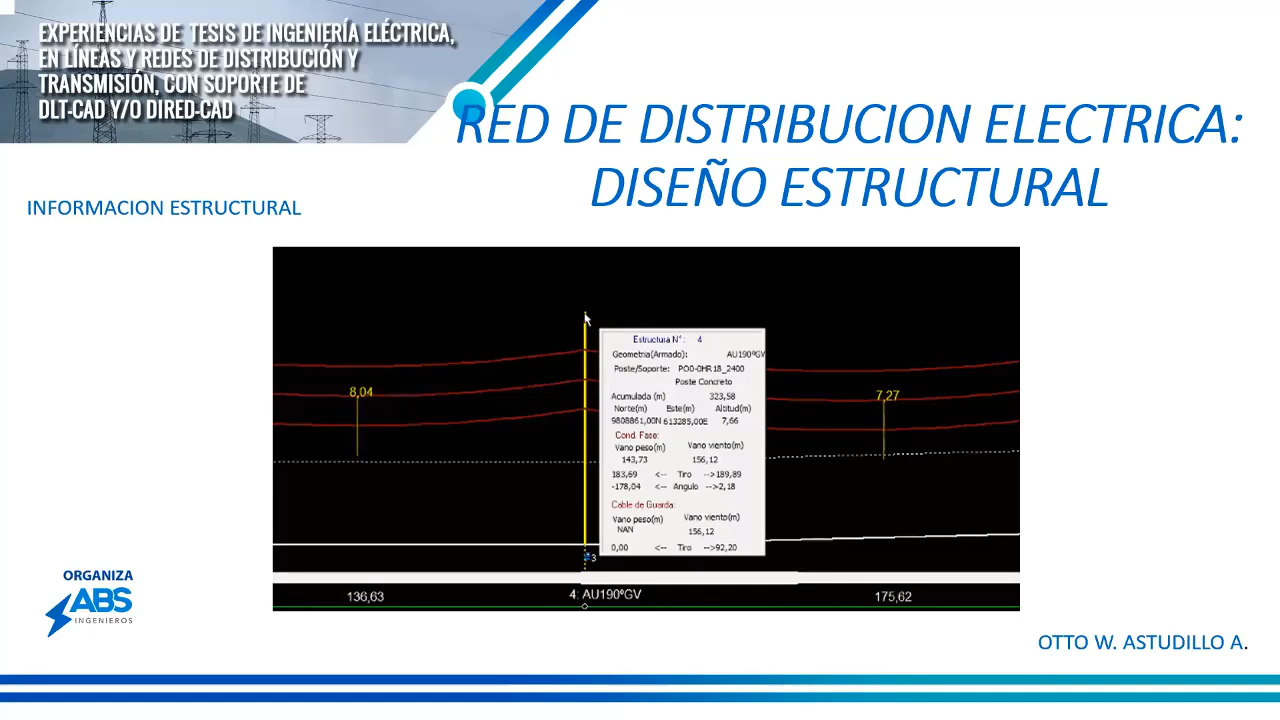 EXPERIENCIAS DE TESIS DE INGENIERÍA ELÉCTRICA,
EN LÍNEAS Y REDES DE DISTRIBUCIÓN Y
TRANSMISIÓN, CON SOPORTE DE
DLT-CAD Y/O DIRED-CAD
RED DE DISTRIBUCION ELECTRICA:
DISEÑO ESTRUCTURAL
INFORMACION ESTRUCTURAL
8,04
7,27
Estructura N°: 4
Geometria(Armado): AU190ºGV
Poste/Soporte: PO0-0HR18_2400
Poste Concreto
Acumulada (m) 323,58
Norte(m) Este(m) Altitud(m)
9808861,00N 613285,00E 7,66
Cond. Fase:
Vano peso(m) Vano viento(m)
143,73 156,12
183,69 <-- Tiro -->189,89
-178,04 <-- Angulo -->2,18
Cable de Guarda:
Vano peso(m) Vano viento(m)
NAN 156,12
0,00 <-- Tiro -->92,20
3
136,63 4: AU190ºGV 175,62
ORGANIZA
ABS
INGENIEROS
OTTO W. ASTUDILLO A.